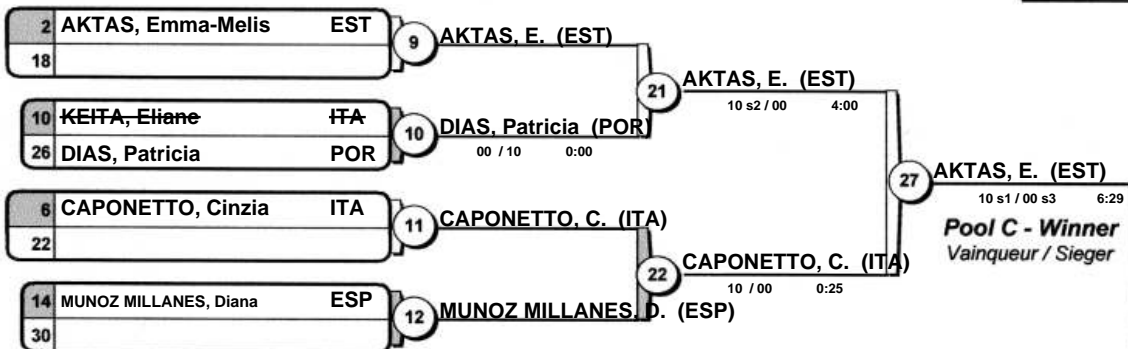 2 AKTAS, Emma-Melis EST
18
9 AKTAS, E. (EST)
10 KEITA, Eliane ITA
26 DIAS, Patricia POR
10 DIAS, Patricia (POR)
00 / 10 0:00
21 AKTAS, E. (EST)
10 s2 / 00 4:00
6 CAPONETTO, Cinzia ITA
22
11 CAPONETTO, C. (ITA)
14 MUNOZ MILLANES, Diana ESP
30
12 MUNOZ MILLANES, D. (ESP)
22 CAPONETTO, C. (ITA)
10 / 00 0:25
27 AKTAS, E. (EST)
10 s1 / 00 s3 6:29
Pool C - Winner
Vainqueur / Sieger